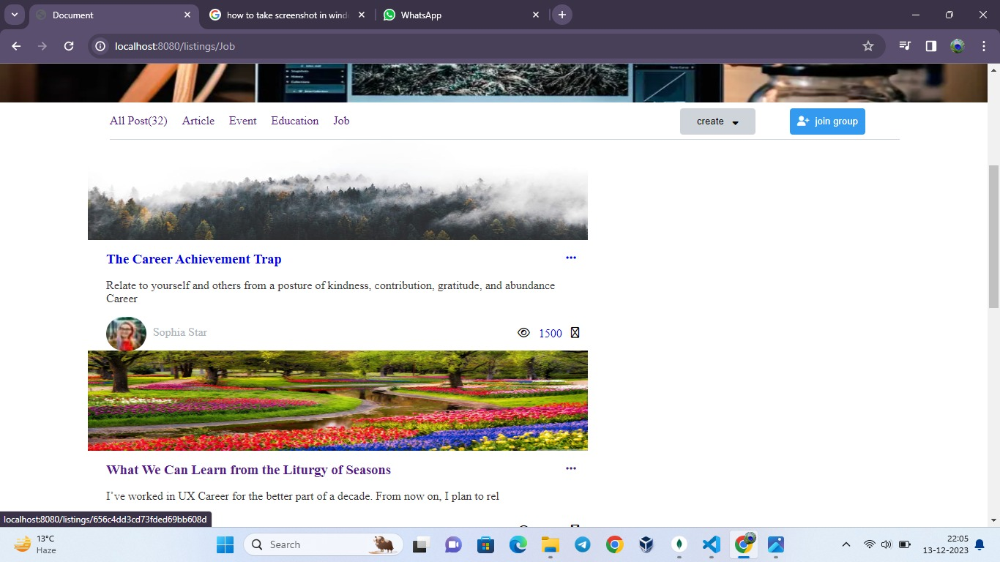 Document
how to take screenshot in wind
WhatsApp
localhost:8080/listings/Job
All Post(32) Article Event Education Job
create
join group
The Career Achievement Trap
Relate to yourself and others from a posture of kindness, contribution, gratitude, and abundance
Career
Sophia Star
1500
What We Can Learn from the Liturgy of Seasons
I've worked in UX Career for the better part of a decade. From now on, I plan to rel
localhost:8080/listings/656c4dd3cd73fded69bb608d
13°C
Haze
Search
22:05
13-12-2023